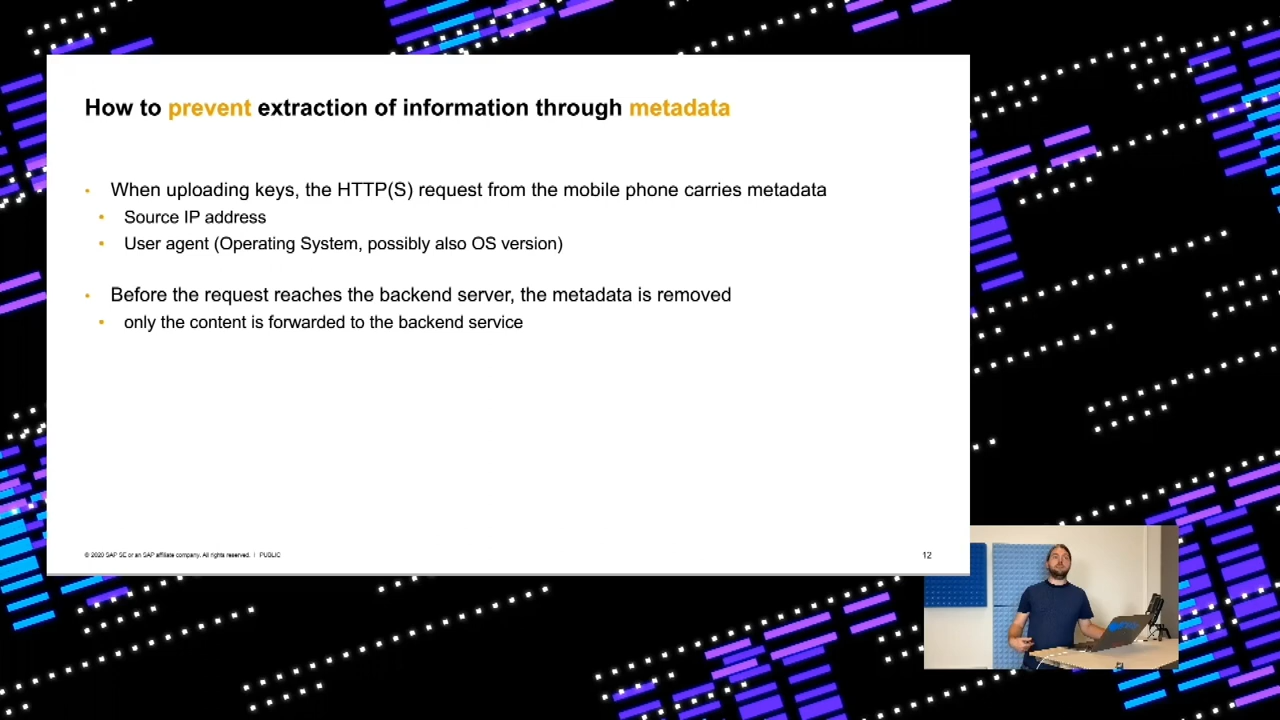 How to prevent extraction of information through metadata
• When uploading keys, the HTTP(S) request from the mobile phone carries metadata
• Source IP address
• User agent (Operating System, possibly also OS version)
• Before the request reaches the backend server, the metadata is removed
• only the content is forwarded to the backend service
© 2020 SAP SE or an SAP affiliate company. All rights reserved. | PUBLIC
12